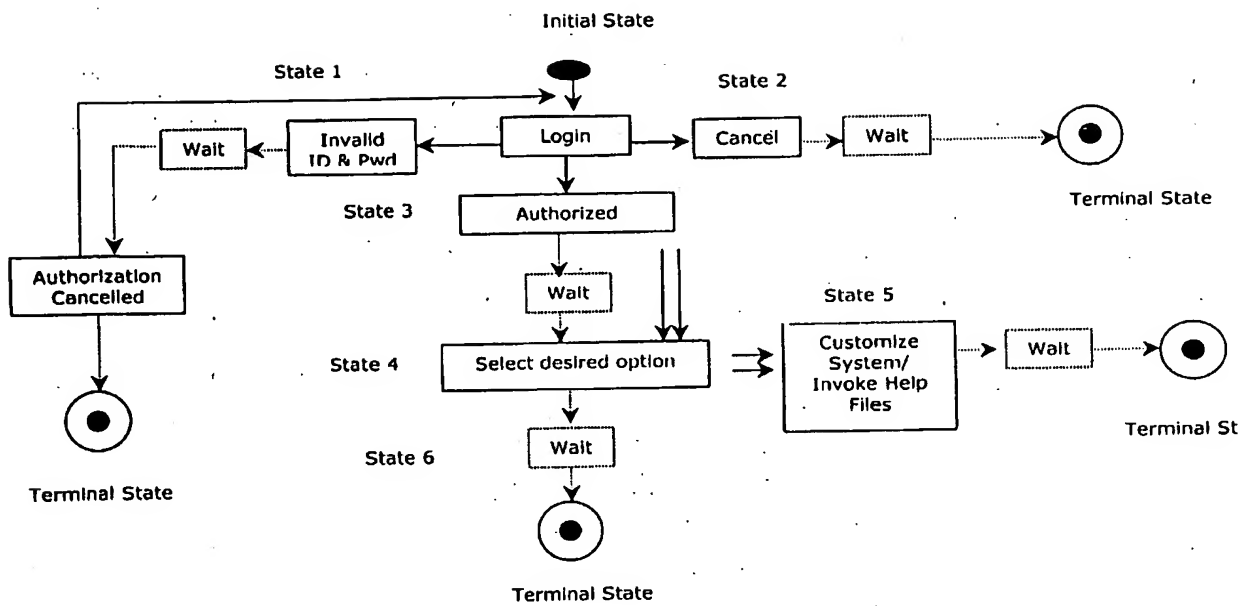 Initial State
State 1
State 2
Wait
Invalid
ID & Pwd
Login
Cancel
Wait
Terminal State
State 3
Authorized
Authorization
Cancelled
Wait
State 5
State 4
Select desired option
Customize
System/
Invoke Help
Files
Wait
Terminal St
State 6
Wait
Terminal State
Terminal State